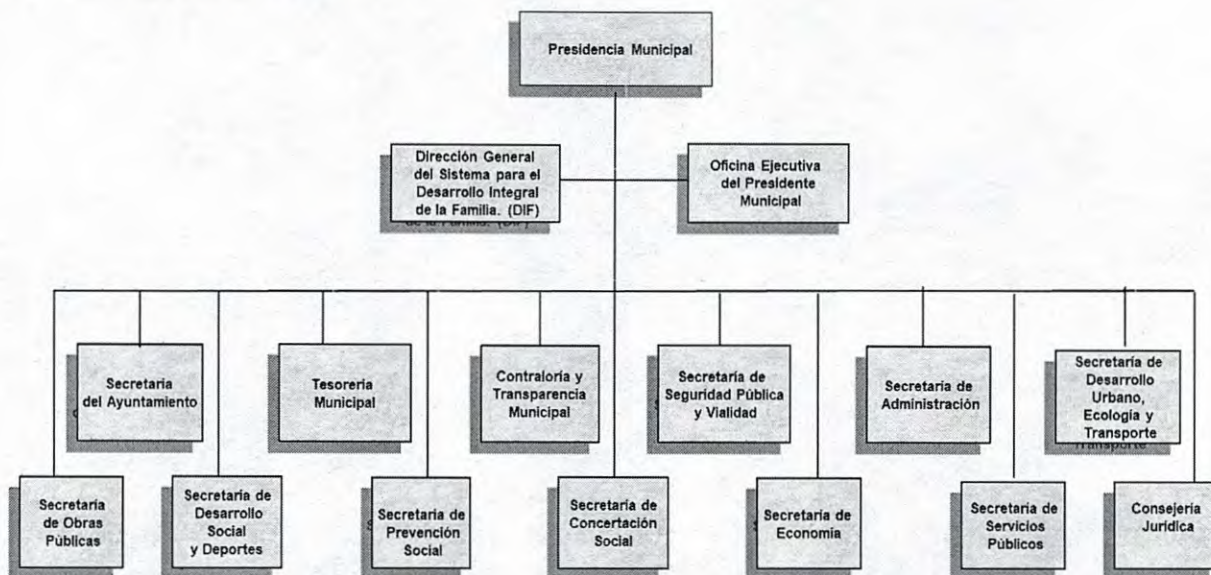 Presidencia Municipal
Dirección General
del Sistema para el
Desarrollo Integral
de la Familia. (DIF)
Oficina Ejecutiva
del Presidente
Municipal
Secretaría
del Ayuntamiento
Tesorería
Municipal
Contraloría y
Transparencia
Municipal
Secretaría de
Seguridad Pública
y Vialidad
Secretaría de
Administración
Secretaría de
Desarrollo
Urbano,
Ecología y
Transporte
Secretaría
de Obras
Públicas
Secretaría de
Desarrollo
Social
y Deportes
Secretaría de
Prevención
Social
Secretaría de
Concertación
Social
Secretaría de
Economía
Secretaría de
Servicios
Públicos
Consejería
Jurídica